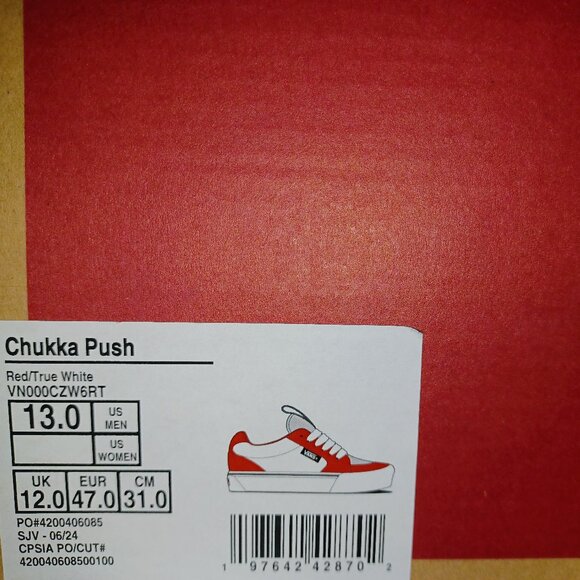 Chukka Push
Red/True White
VN000CZW6RT
13.0 US MEN
US WOMEN
UK EUR CM
12.0 47.0 31.0
VANS
PO#4200406085
SJV - 06/24
CPSIA PO/CUT#
420040608500100
1 97642 42870 2